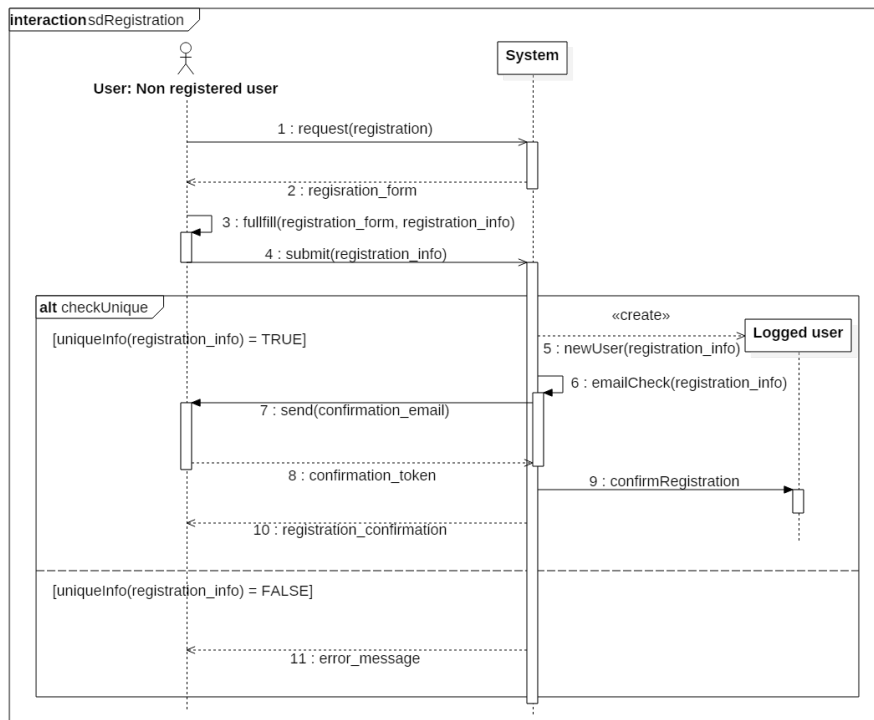 interaction sdRegistration
System
User: Non registered user
1 : request(registration)
2 : regisration_form
3 : fullfill(registration_form, registration_info)
4 : submit(registration_info)
alt checkUnique
«create»
[uniqueInfo(registration_info) = TRUE]
Logged user
5 : newUser(registration_info)
6 : emailCheck(registration_info)
7 : send(confirmation_email)
8 : confirmation_token
9 : confirmRegistration
10 : registration_confirmation
[uniqueInfo(registration_info) = FALSE]
11 : error_message